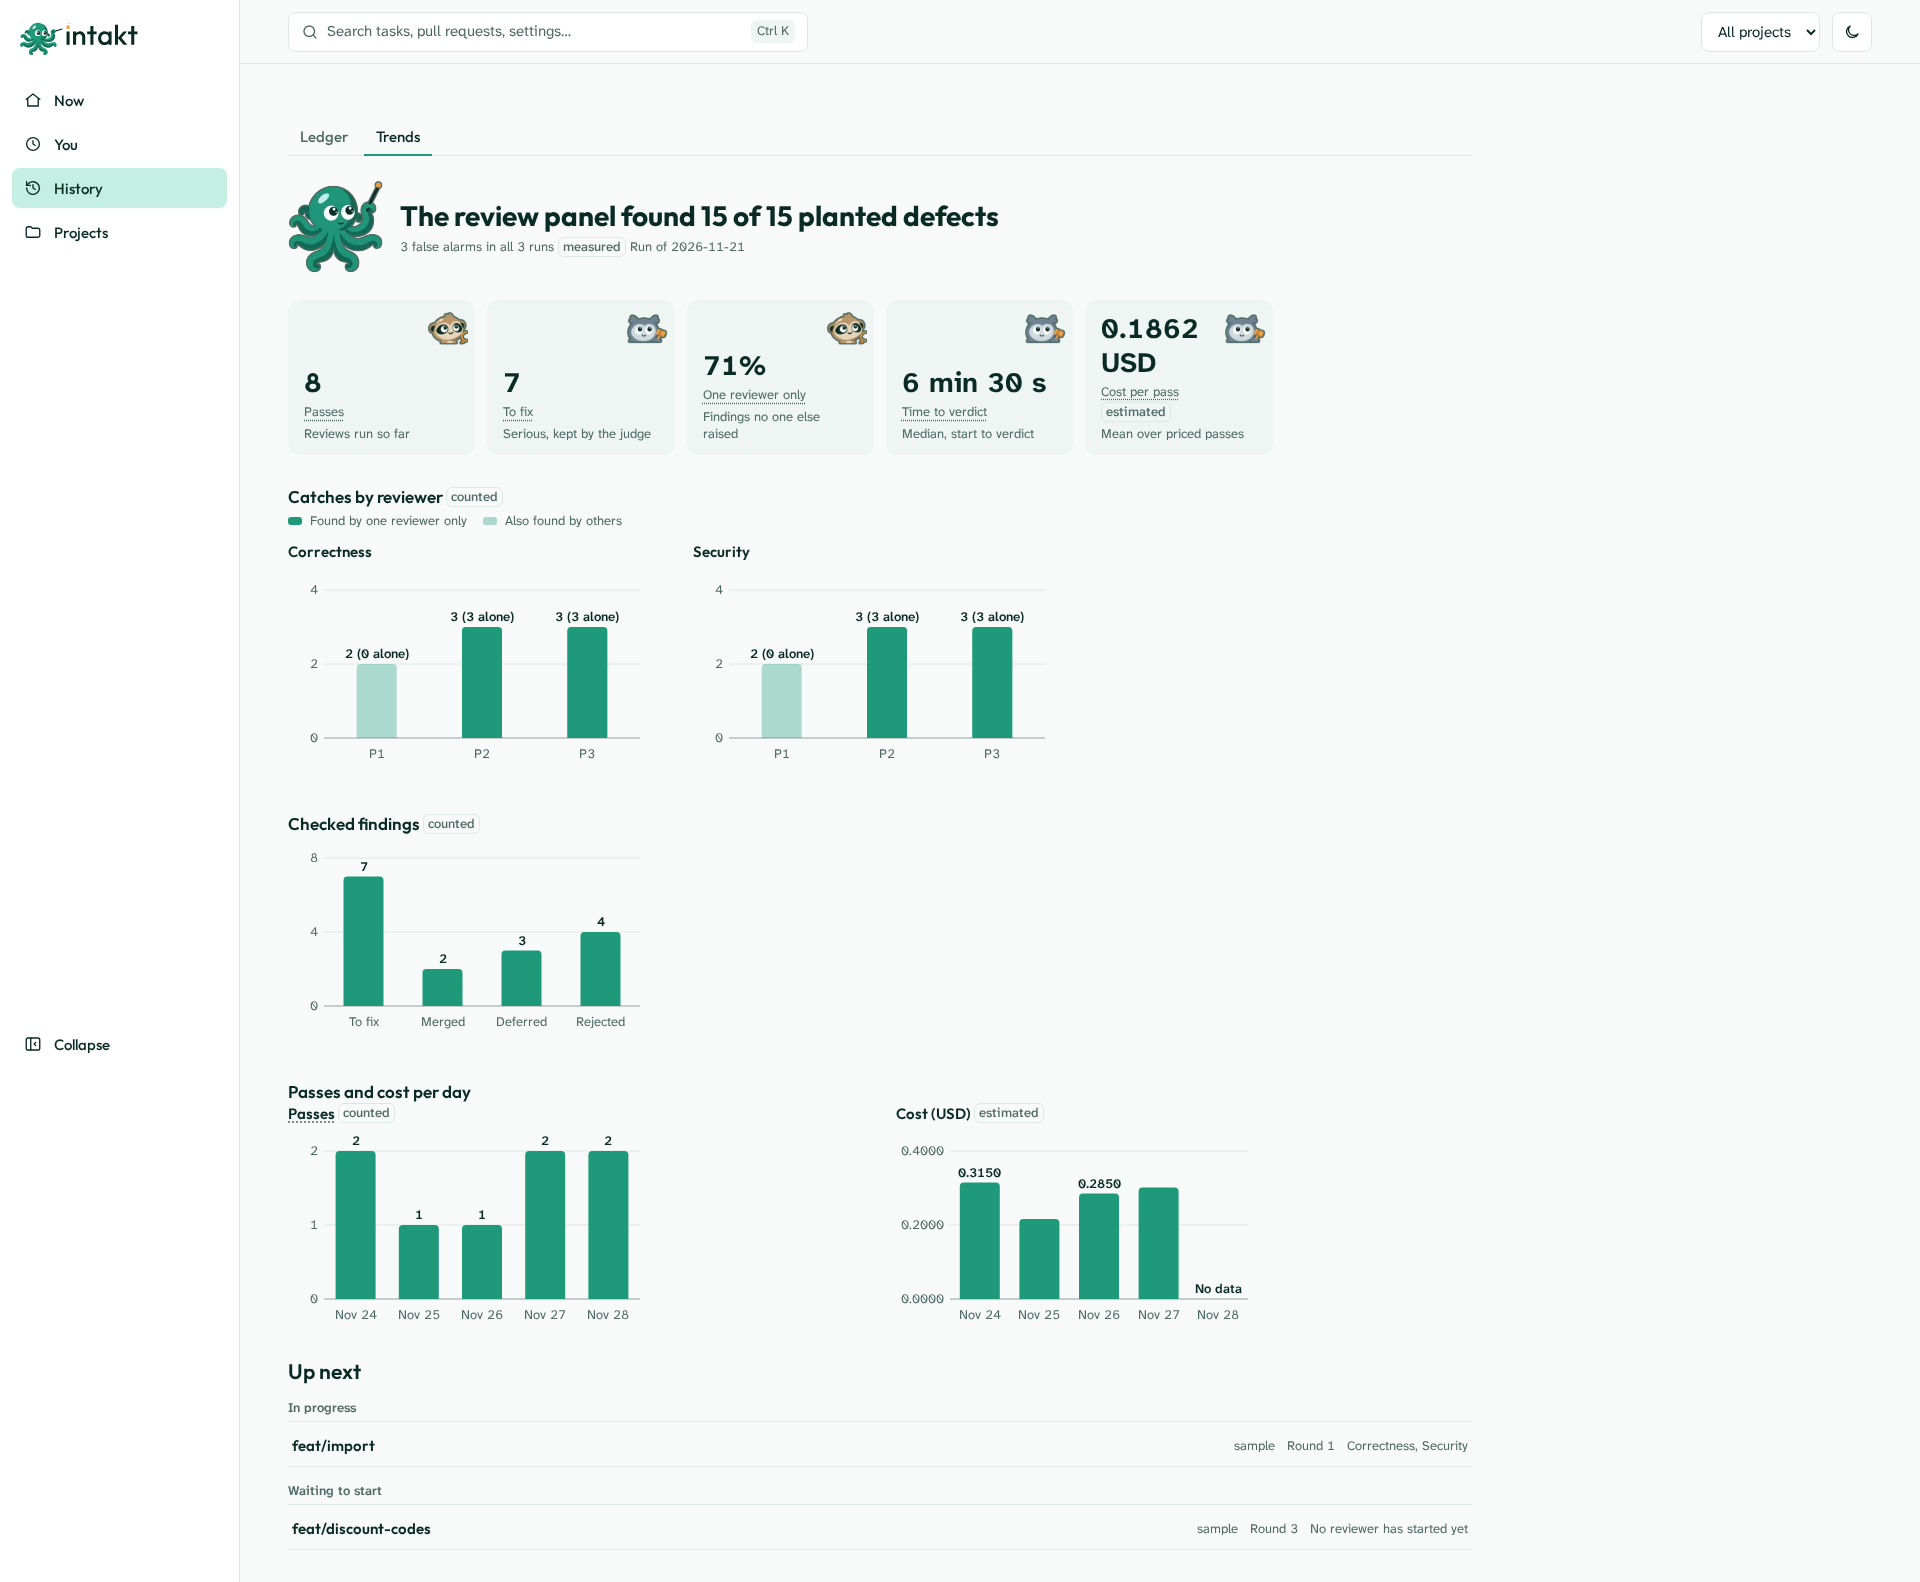 intakt
Search tasks, pull requests, settings...
Ctrl K
All projects
Now
You
History
Projects
Collapse
Ledger
Trends
The review panel found 15 of 15 planted defects
3 false alarms in all 3 runs measured Run of 2026-11-21
8
Passes
Reviews run so far
7
To fix
Serious, kept by the judge
71%
One reviewer only
Findings no one else
raised
6 min 30 s
Time to verdict
Median, start to verdict
0.1862
USD
Cost per pass
estimated
Mean over priced passes
Catches by reviewer counted
Found by one reviewer only
Also found by others
Correctness
4
2
0
2 (0 alone)
3 (3 alone)
3 (3 alone)
P1
P2
P3
Security
4
2
0
2 (0 alone)
3 (3 alone)
3 (3 alone)
P1
P2
P3
Checked findings counted
8
4
0
7
2
3
4
To fix
Merged
Deferred
Rejected
Passes and cost per day
Passes counted
2
1
0
2
1
1
2
2
Nov 24
Nov 25
Nov 26
Nov 27
Nov 28
Cost (USD) estimated
0.4000
0.2000
0.0000
0.3150
0.2850
No data
Nov 24
Nov 25
Nov 26
Nov 27
Nov 28
Up next
In progress
feat/import
sample Round 1 Correctness, Security
Waiting to start
feat/discount-codes
sample Round 3 No reviewer has started yet